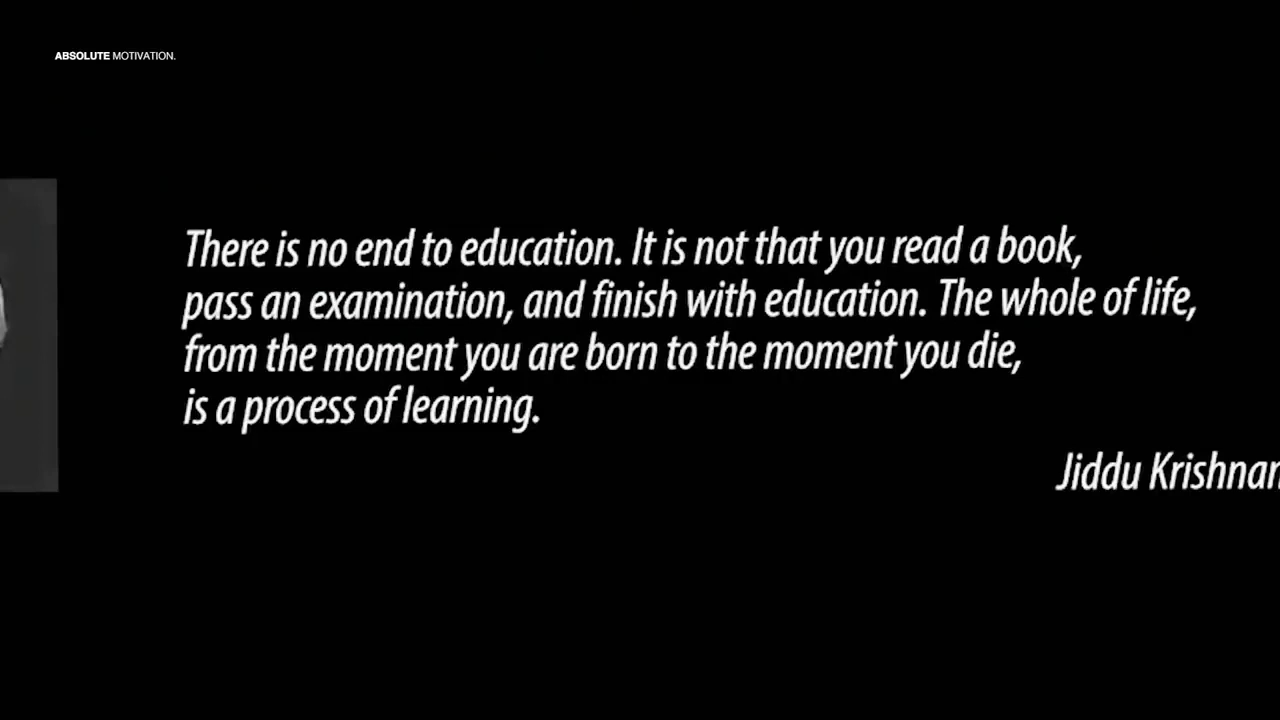 ABSOLUTE MOTIVATION.
There is no end to education. It is not that you read a book,
pass an examination, and finish with education. The whole of life,
from the moment you are born to the moment you die,
is a process of learning.
Jiddu